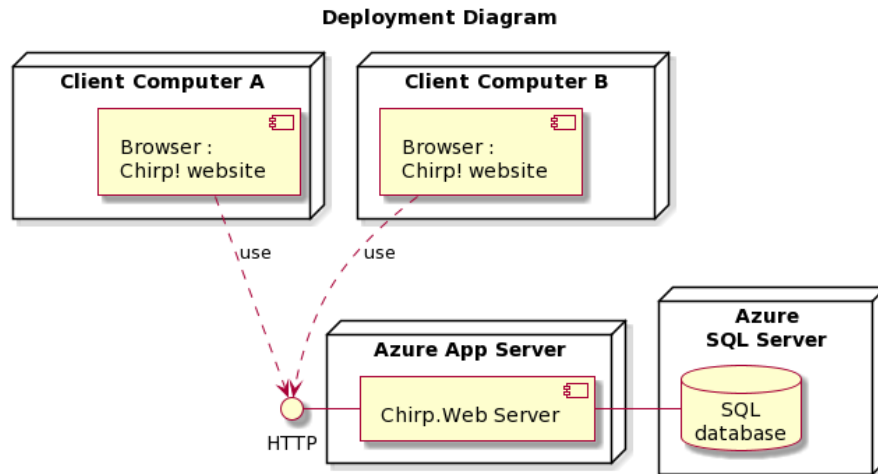 Deployment Diagram
Client Computer A
Browser :
Chirp! website
Client Computer B
Browser :
Chirp! website
use
use
Azure App Server
Chirp.Web Server
HTTP
Azure
SQL Server
SQL
database